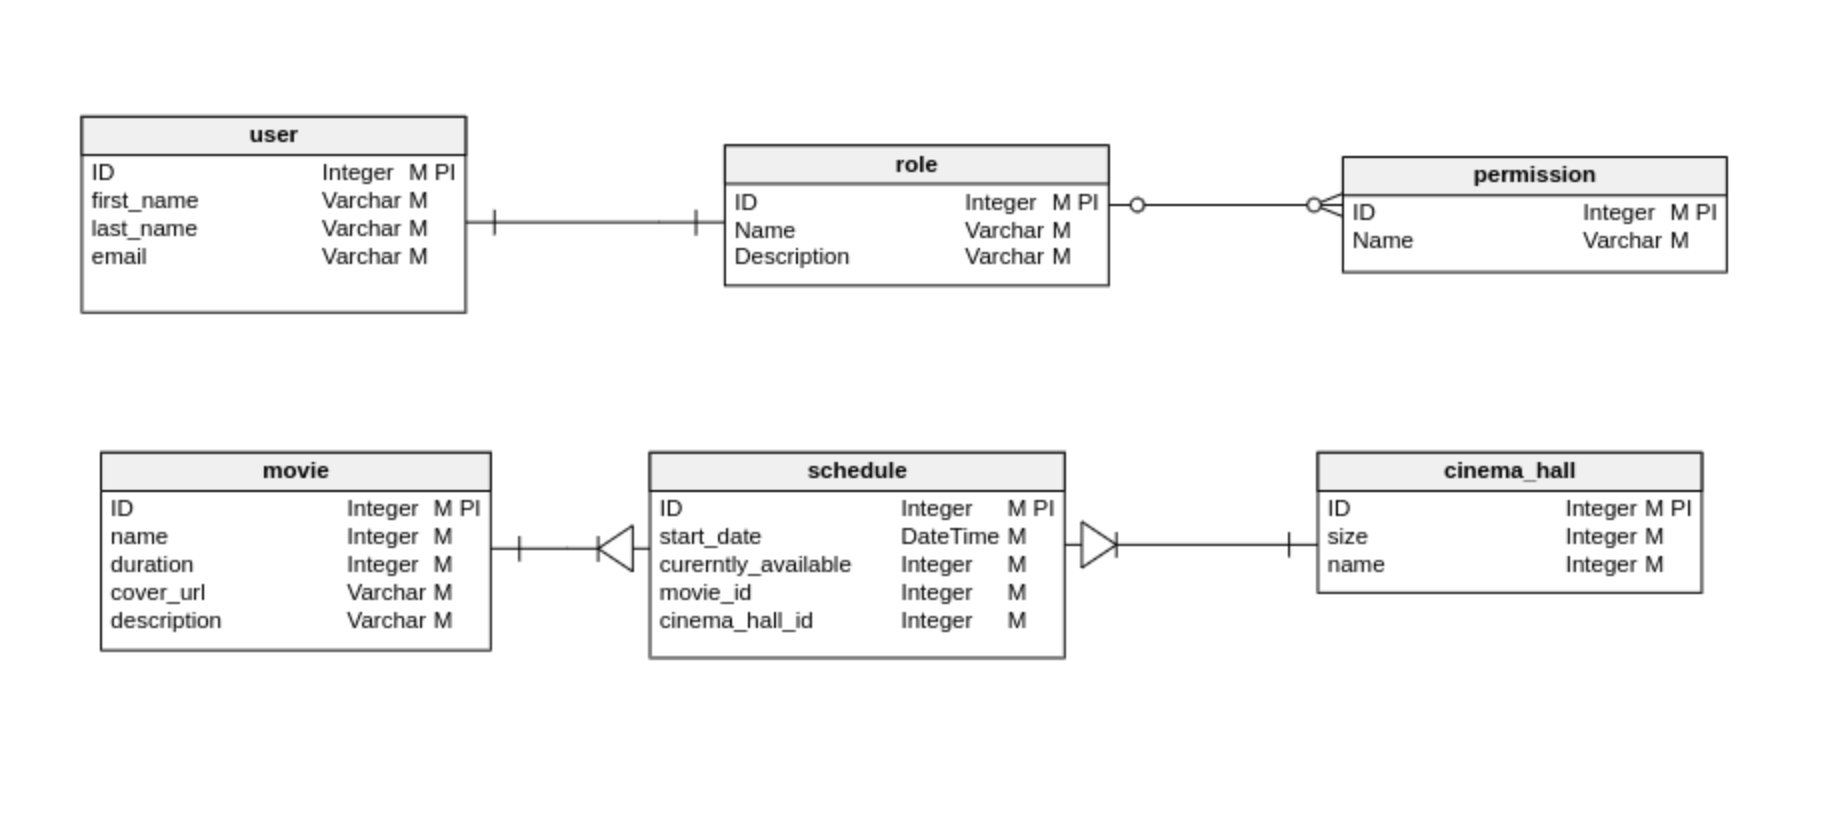 user
ID Integer M PI
first_name Varchar M
last_name Varchar M
email Varchar M
role
ID Integer M PI
Name Varchar M
Description Varchar M
permission
ID Integer M PI
Name Varchar M
movie
ID Integer M PI
name Integer M
duration Integer M
cover_url Varchar M
description Varchar M
schedule
ID Integer M PI
start_date DateTime M
curerntly_available Integer M
movie_id Integer M
cinema_hall_id Integer M
cinema_hall
ID Integer M PI
size Integer M
name Integer M